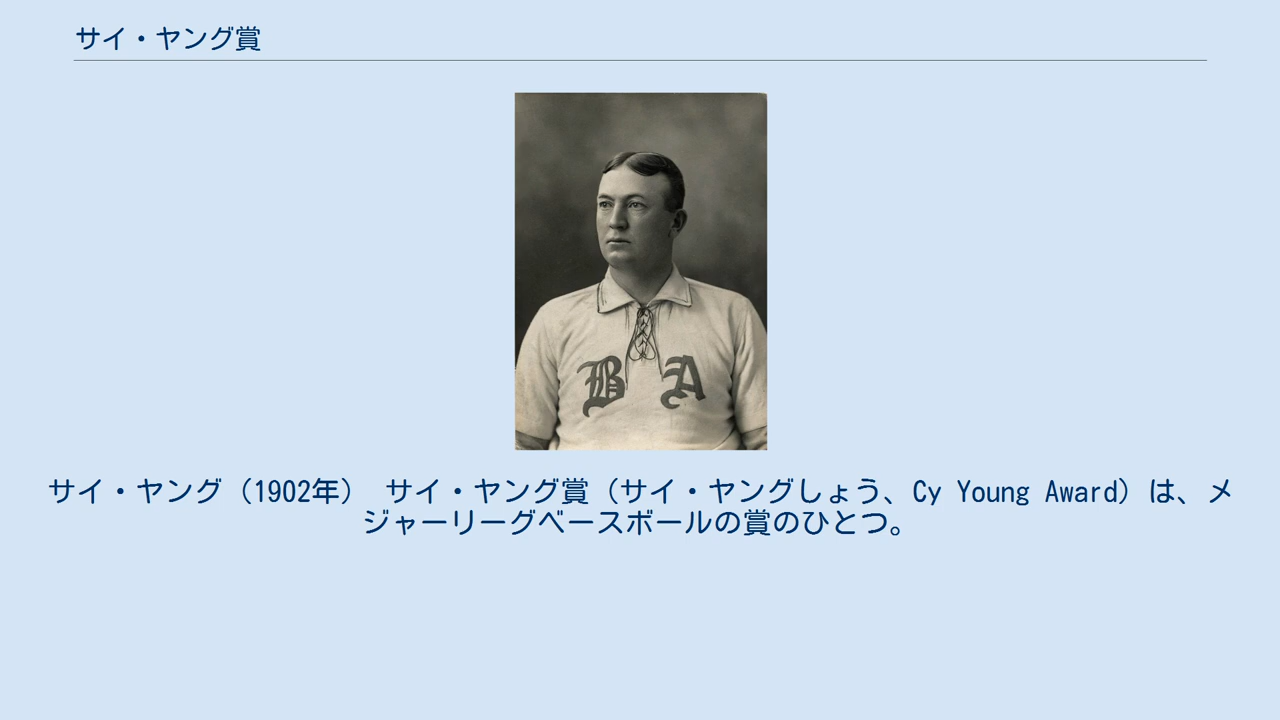 サイ・ヤング賞
B A
サイ・ヤング（1902年） サイ・ヤング賞（サイ・ヤングしょう、Cy Young Award）は、メ
ジャーリーグベースボールの賞のひとつ。